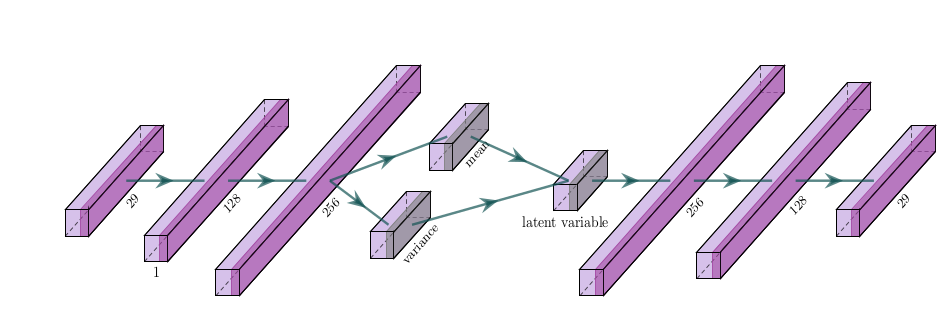 29
128
1
256
mean
variance
latent variable
256
128
29